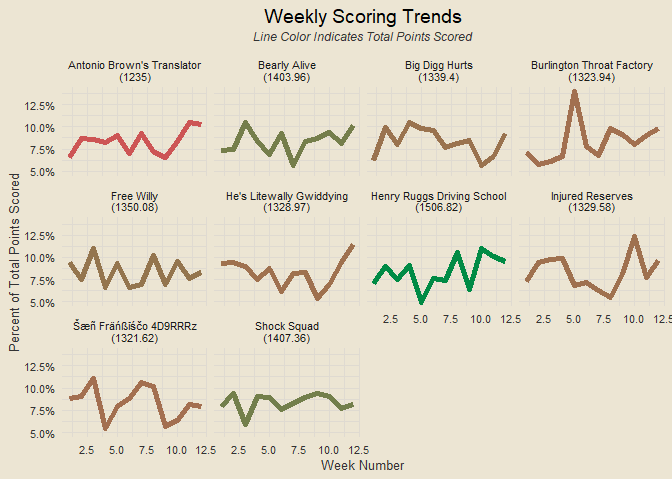 Weekly Scoring Trends
Line Color Indicates Total Points Scored
Antonio Brown's Translator
(1235)
Bearly Alive
(1403.96)
Big Digg Hurts
(1339.4)
Burlington Throat Factory
(1323.94)
12.5%
10.0%
7.5%
5.0%
Free Willy
(1350.08)
He's Litewally Gwiddying
(1328.97)
Henry Ruggs Driving School
(1506.82)
Injured Reserves
(1329.58)
12.5%
10.0%
7.5%
5.0%
2.5 5.0 7.5 10.0 12.5
2.5 5.0 7.5 10.0 12.5
Šæñ Fráńßiśčo 4D9RRRz
(1321.62)
Shock Squad
(1407.36)
12.5%
10.0%
7.5%
5.0%
2.5 5.0 7.5 10.0 12.5
2.5 5.0 7.5 10.0 12.5
Percent of Total Points Scored
Week Number